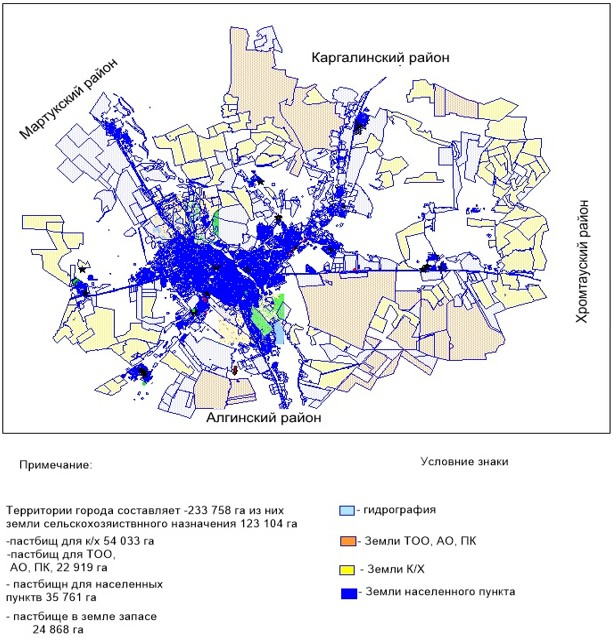 Каргалинский район
Мартукский район
Хромтауский район
Алгинский район
Примечание:
Условние знаки
Территории города составляет -233 758 га из них
земли сельскохозяиствнного назначения 123 104 га
-пастбищ для к/х 54 033 га
-пастбищ для ТОО,
АО, ПК, 22 919 га
- пастбищн для населенных
пунктв 35 761 га
- пастбище в земле запасе
24 868 га
- гидрография
- Земли ТОО, АО, ПК
- Земли К/Х
- Земли населенного пункта